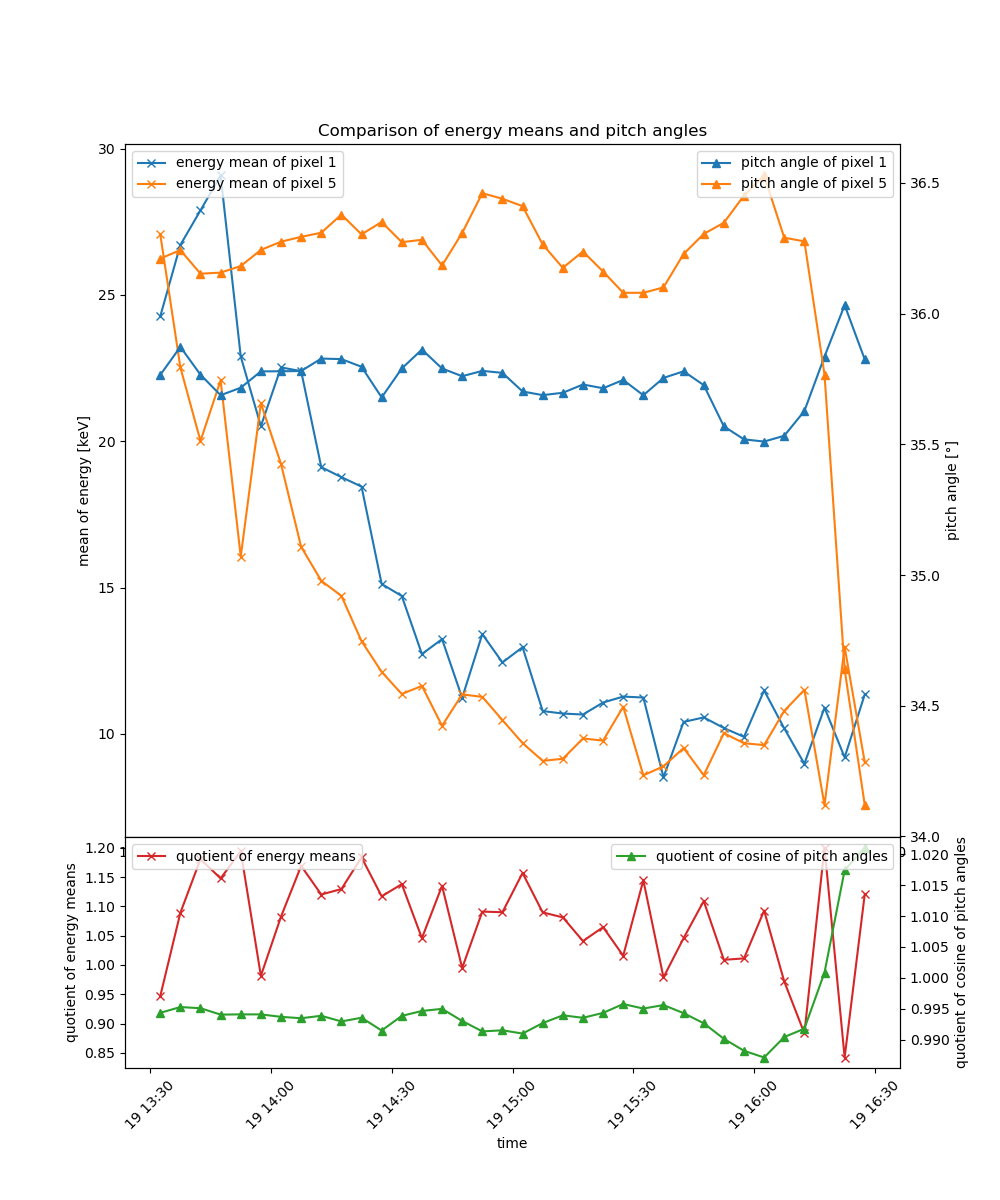 Comparison of energy means and pitch angles
energy mean of pixel 1
energy mean of pixel 5
pitch angle of pixel 1
pitch angle of pixel 5
30
25
20
15
10
mean of energy [keV]
36.5
36.0
35.5
35.0
34.5
34.0
pitch angle [°]
quotient of energy means
quotient of cosine of pitch angles
1.20
1.15
1.10
1.05
1.00
0.95
0.90
0.85
quotient of energy means
1.020
1.015
1.010
1.005
1.000
0.995
0.990
quotient of cosine of pitch angles
19 13:30
19 14:00
19 14:30
19 15:00
19 15:30
19 16:00
19 16:30
time